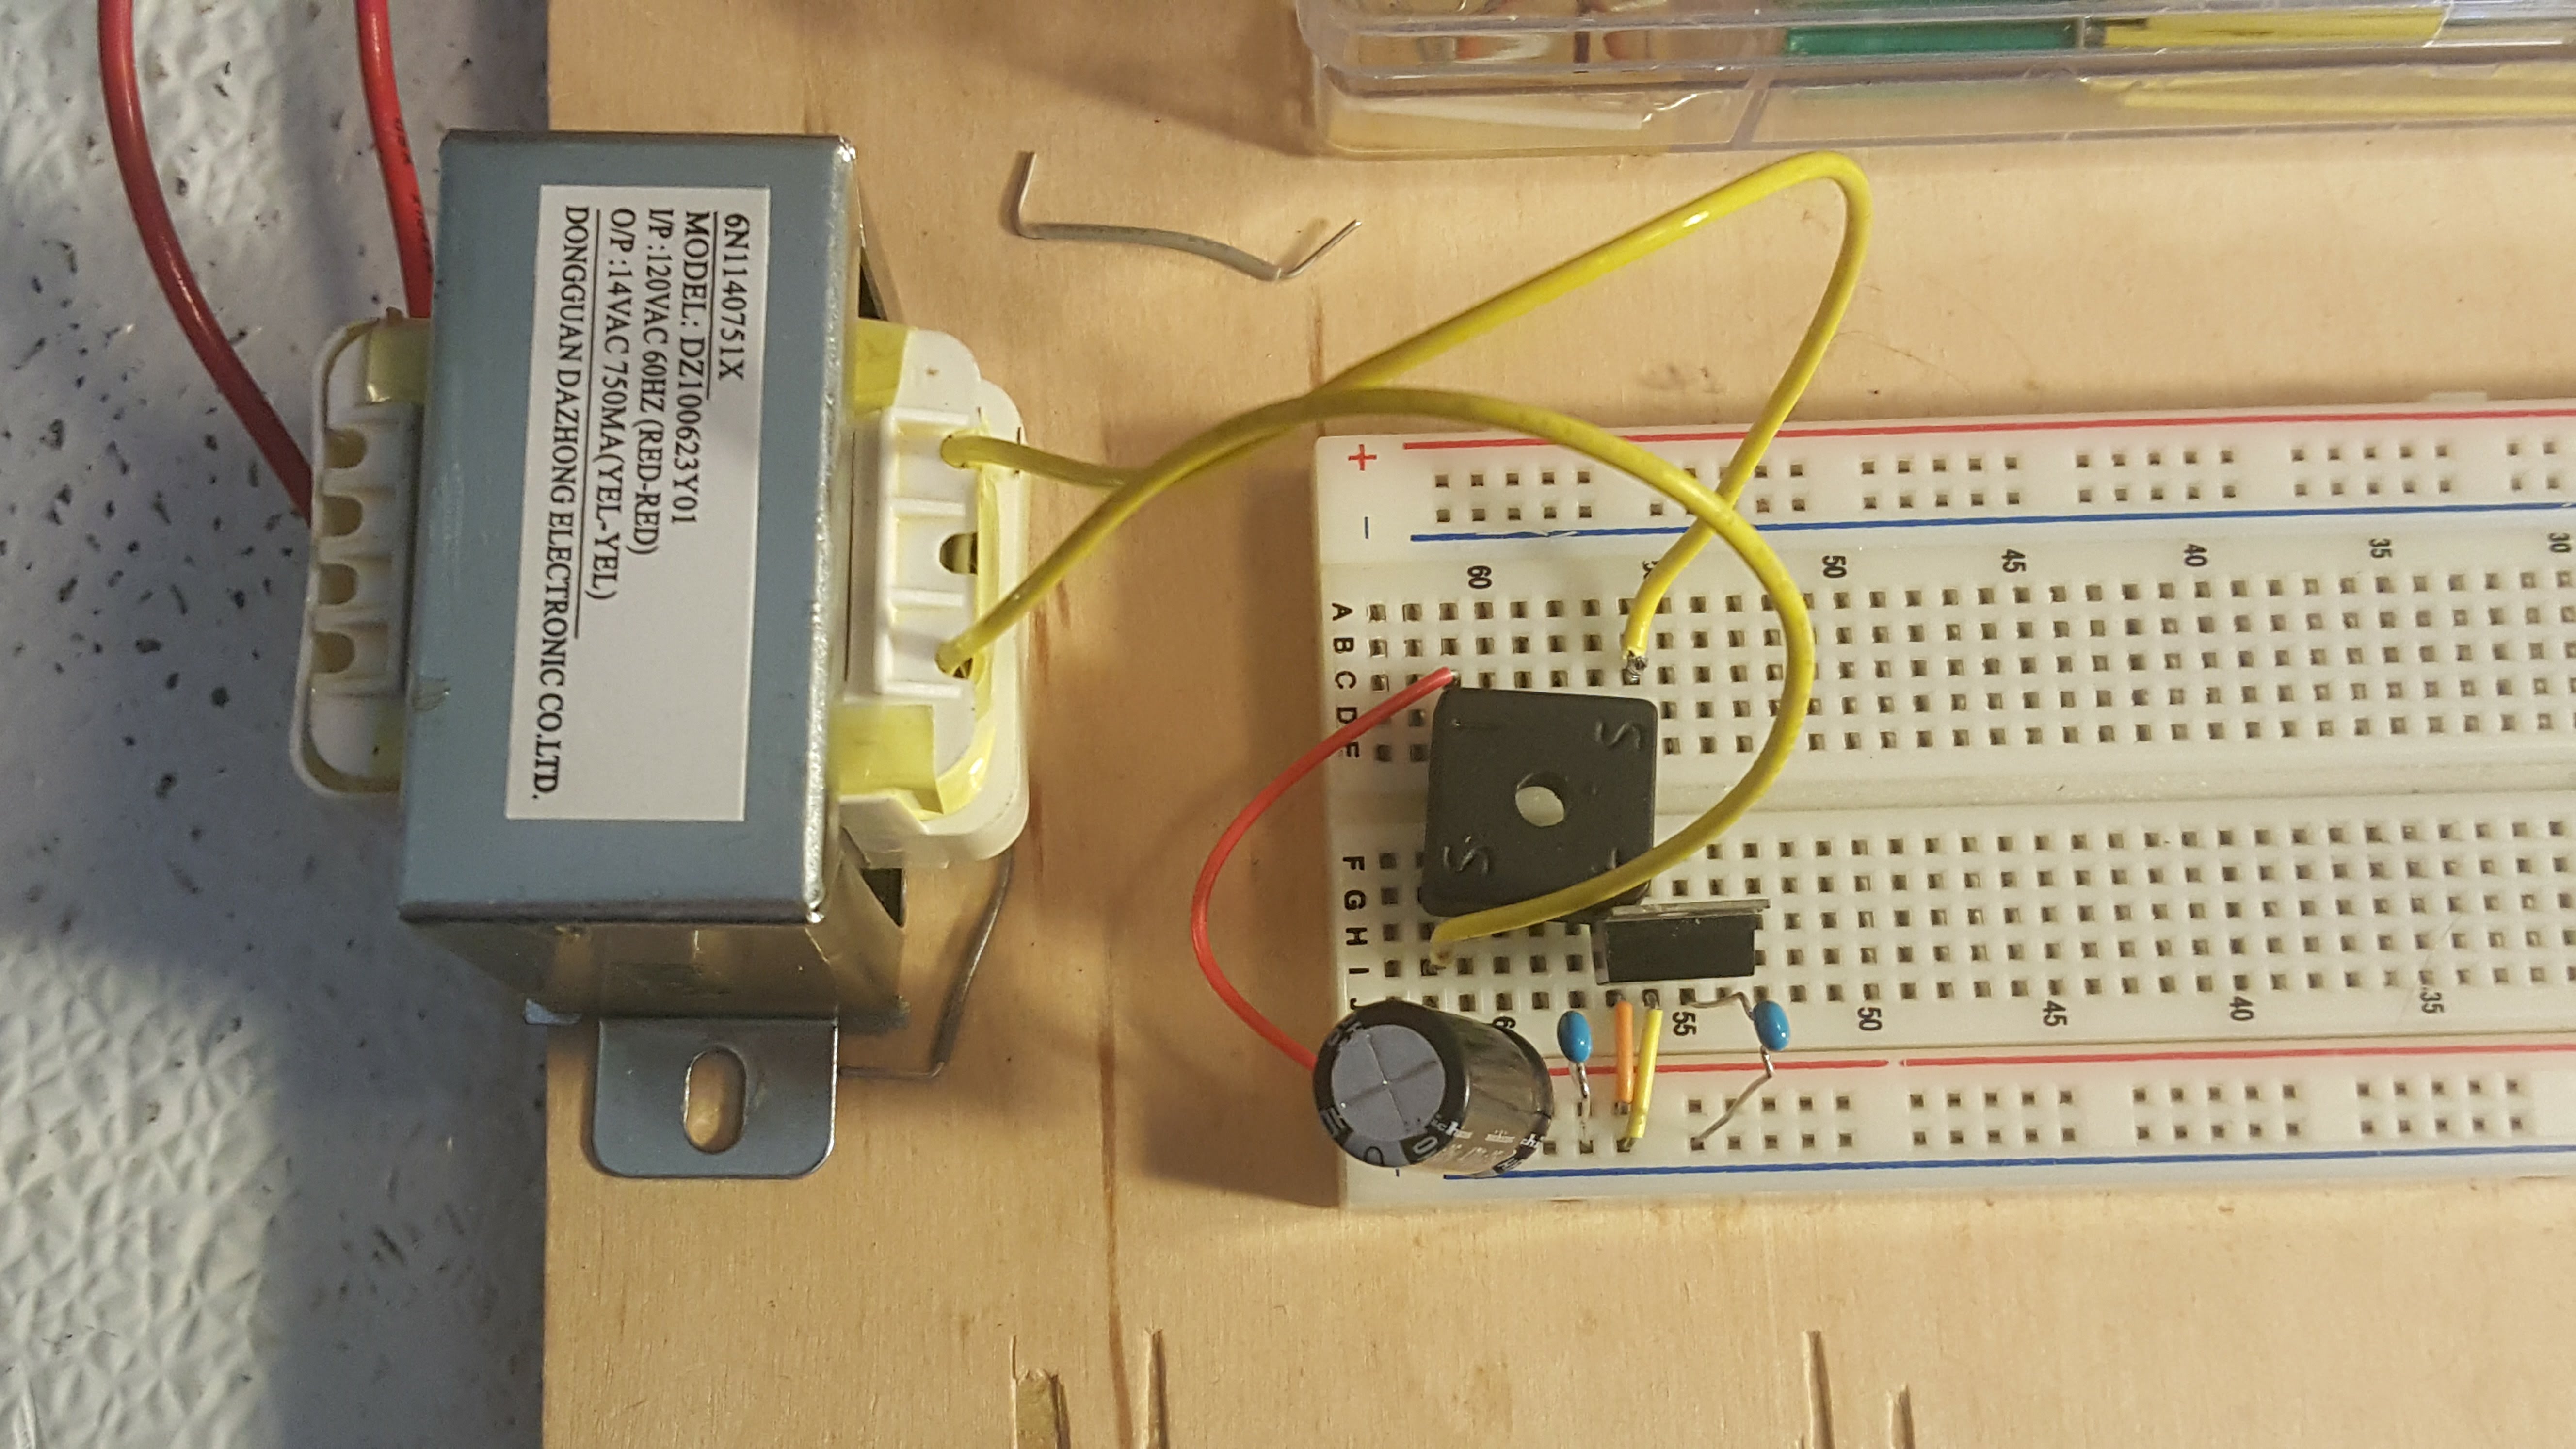 6N1140751X
MODEL: DZ100623Y01
I/P:120VAC 60HZ (RED-RED)
O/P:14VAC 750MA(YEL-YEL)
DONGGUAN DAZHONG ELECTRONIC CO.LTD.
+
−
60
50
45
40
35
30
A
B
C
D
E
F
G
H
I
J
55
50
45
40
35
S
S